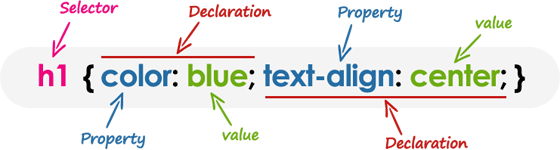 Selector
Declaration
Property
value
h1 { color: blue; text-align: center; }
Property
value
Declaration